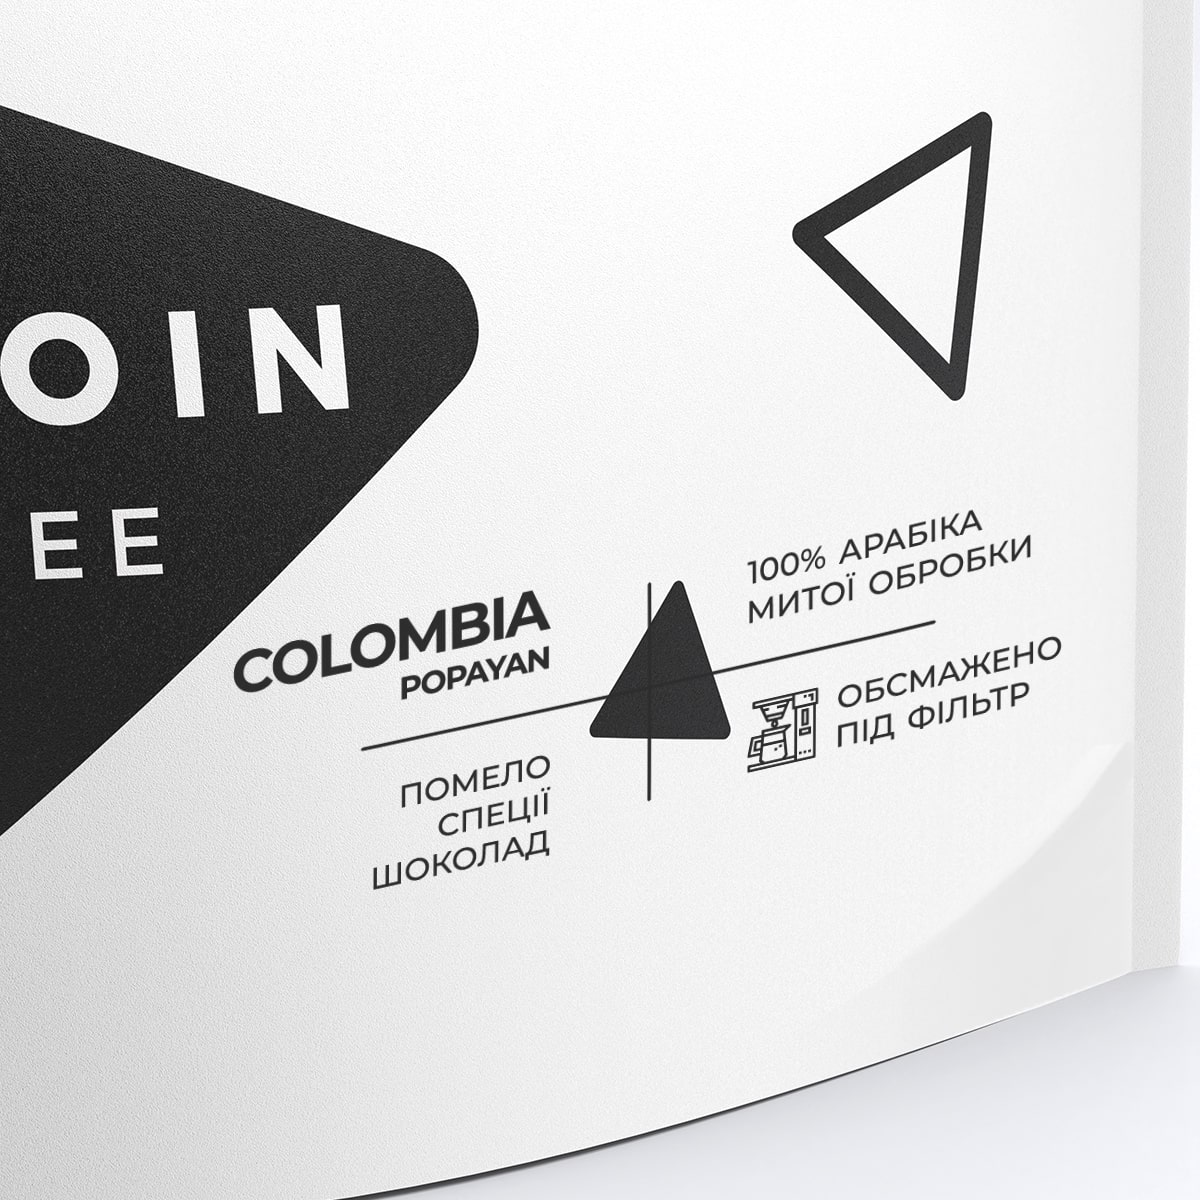 OIN
EE
COLOMBIA
POPAYAN
100% АРАБІКА
МИТОЇ ОБРОБКИ
ПОМЕЛО
СПЕЦІЇ
ШОКОЛАД
ОБСМАЖЕНО
ПІД ФІЛЬТР